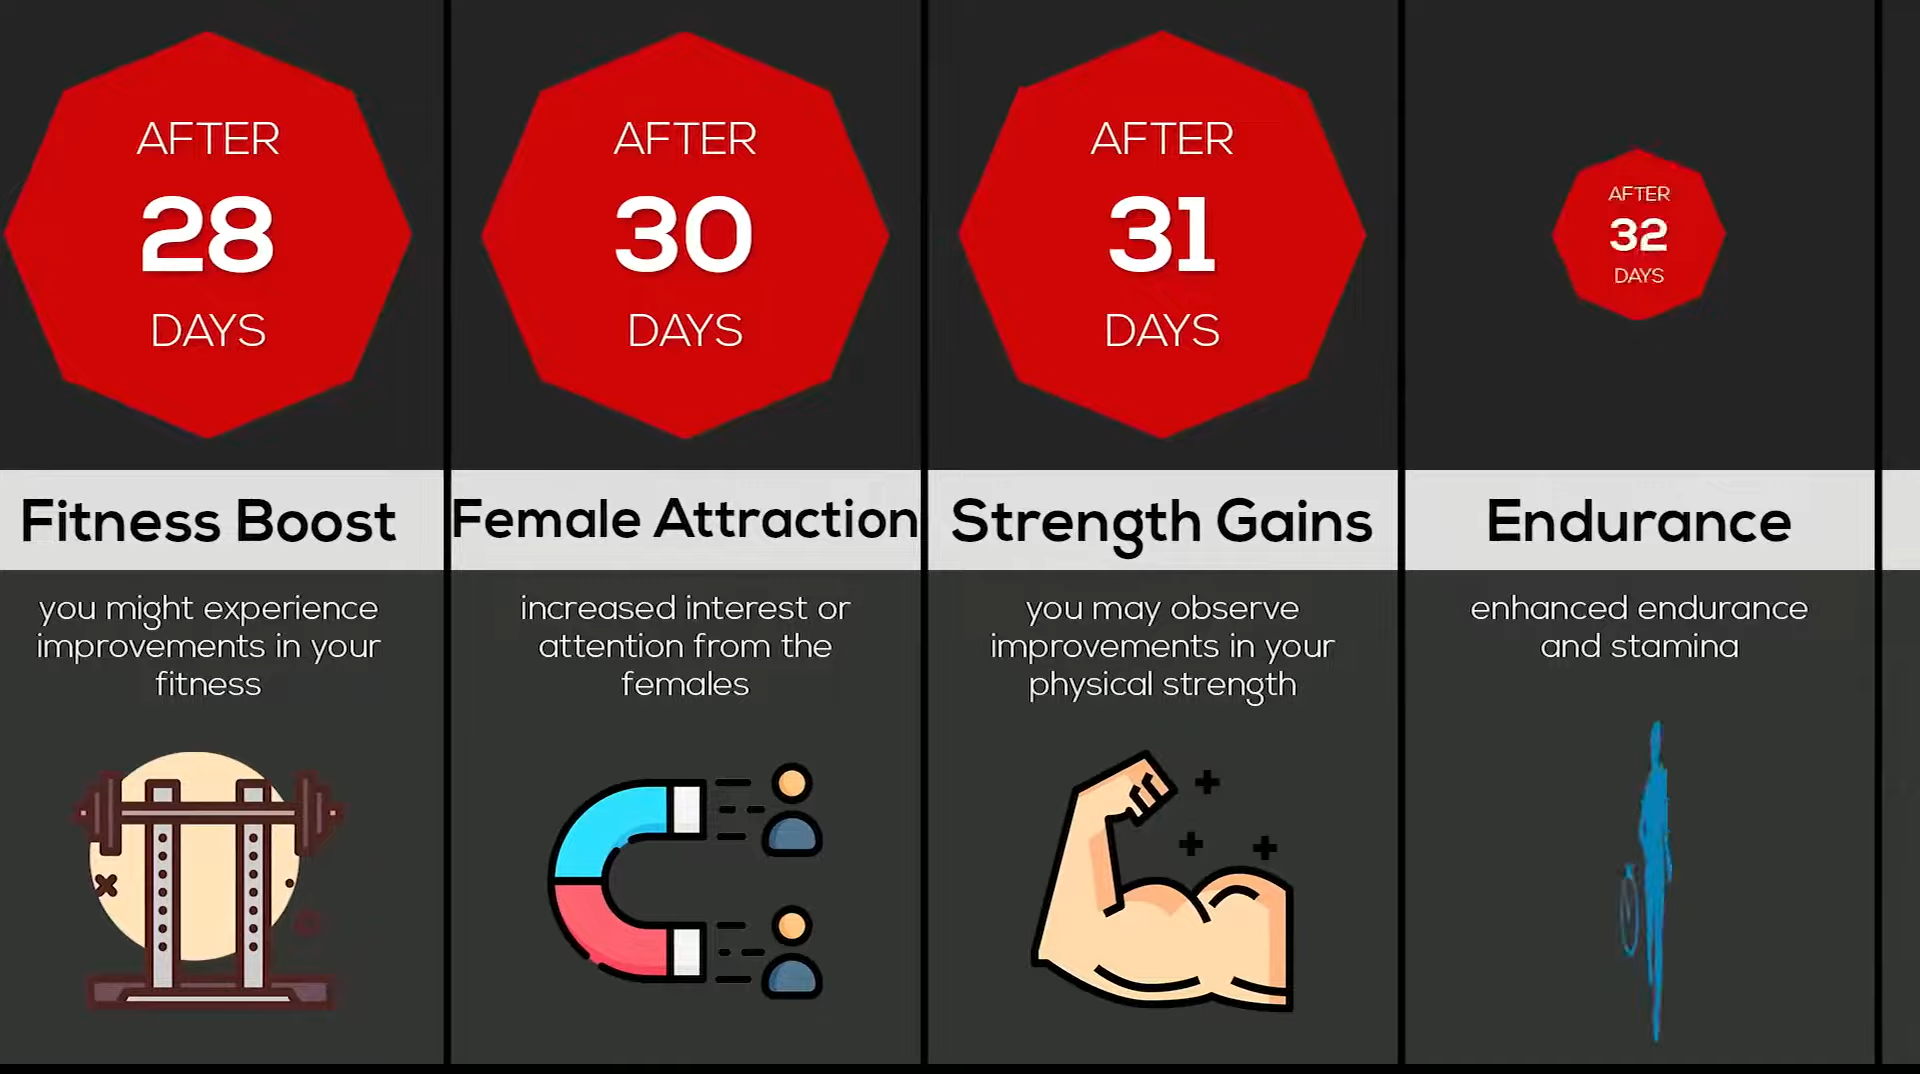 AFTER
28
DAYS
Fitness Boost
you might experience
improvements in your
fitness
AFTER
30
DAYS
Female Attraction
increased interest or
attention from the
females
AFTER
31
DAYS
Strength Gains
you may observe
improvements in your
physical strength
AFTER
32
DAYS
Endurance
enhanced endurance
and stamina